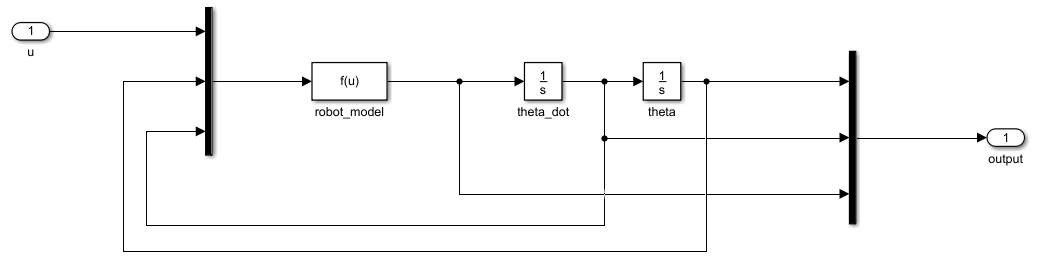 1
u
f(u)
robot_model
1
s
theta_dot
1
s
theta
1
output